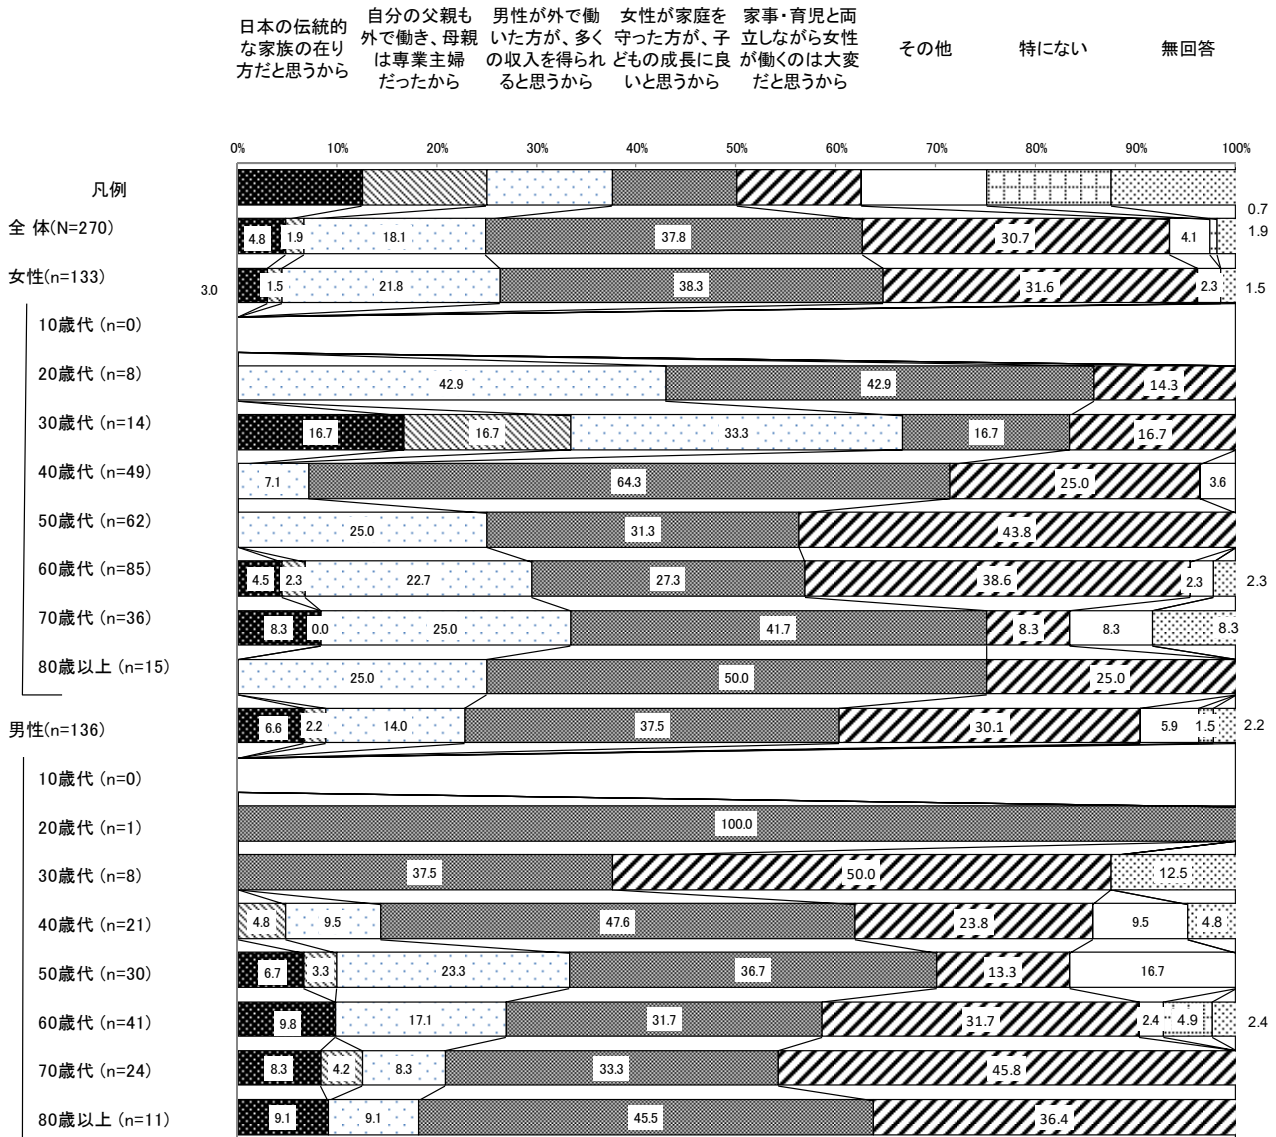 日本の伝統的
な家族の在り
方だと思うから
自分の父親も
外で働き、母親
は専業主婦
だったから
男性が外で働
いた方が、多く
の収入を得られ
ると思うから
女性が家庭を
守った方が、子
どもの成長に良
いと思うから
家事・育児と両
立しながら女性
が働くのは大変
だと思うから
その他
特にない
無回答
0% 10% 20% 30% 40% 50% 60% 70% 80% 90% 100%
凡例
全 体(N=270) 4.8 1.9 18.1 37.8 30.7 4.1 0.7 1.9
女性(n=133) 3.0 1.5 21.8 38.3 31.6 2.3 1.5
10歳代 (n=0)
20歳代 (n=8) 42.9 42.9 14.3
30歳代 (n=14) 16.7 16.7 33.3 16.7 16.7
40歳代 (n=49) 7.1 64.3 25.0 3.6
50歳代 (n=62) 25.0 31.3 43.8
60歳代 (n=85) 4.5 2.3 22.7 27.3 38.6 2.3 2.3
70歳代 (n=36) 8.3 0.0 25.0 41.7 8.3 8.3 8.3
80歳以上 (n=15) 25.0 50.0 25.0
男性(n=136) 6.6 2.2 14.0 37.5 30.1 5.9 1.5 2.2
10歳代 (n=0)
20歳代 (n=1) 100.0
30歳代 (n=8) 37.5 50.0 12.5
40歳代 (n=21) 4.8 9.5 47.6 23.8 9.5 4.8
50歳代 (n=30) 6.7 3.3 23.3 36.7 13.3 16.7
60歳代 (n=41) 9.8 17.1 31.7 31.7 2.4 4.9 2.4
70歳代 (n=24) 8.3 4.2 8.3 33.3 45.8
80歳以上 (n=11) 9.1 9.1 45.5 36.4